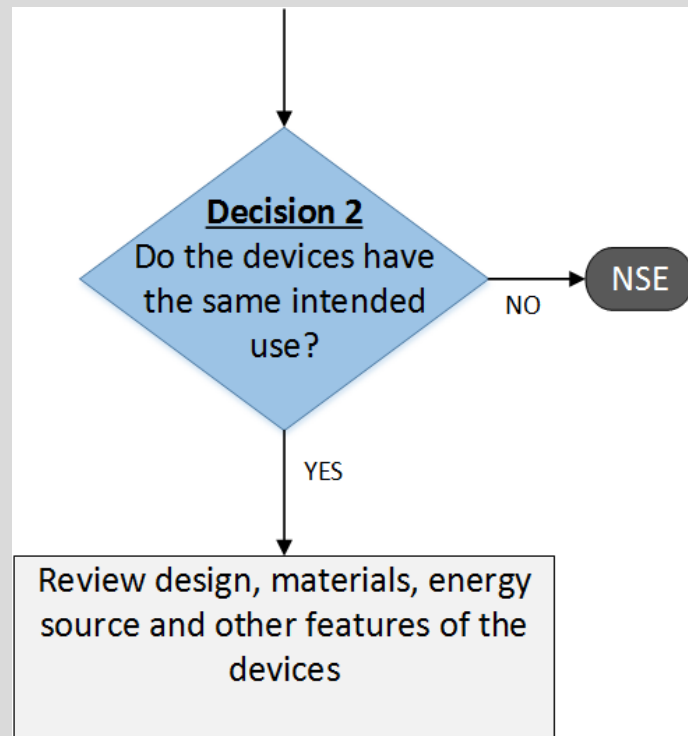 Decision 2
Do the devices have
the same intended
use?
NSE
NO
YES
Review design, materials, energy
source and other features of the
devices